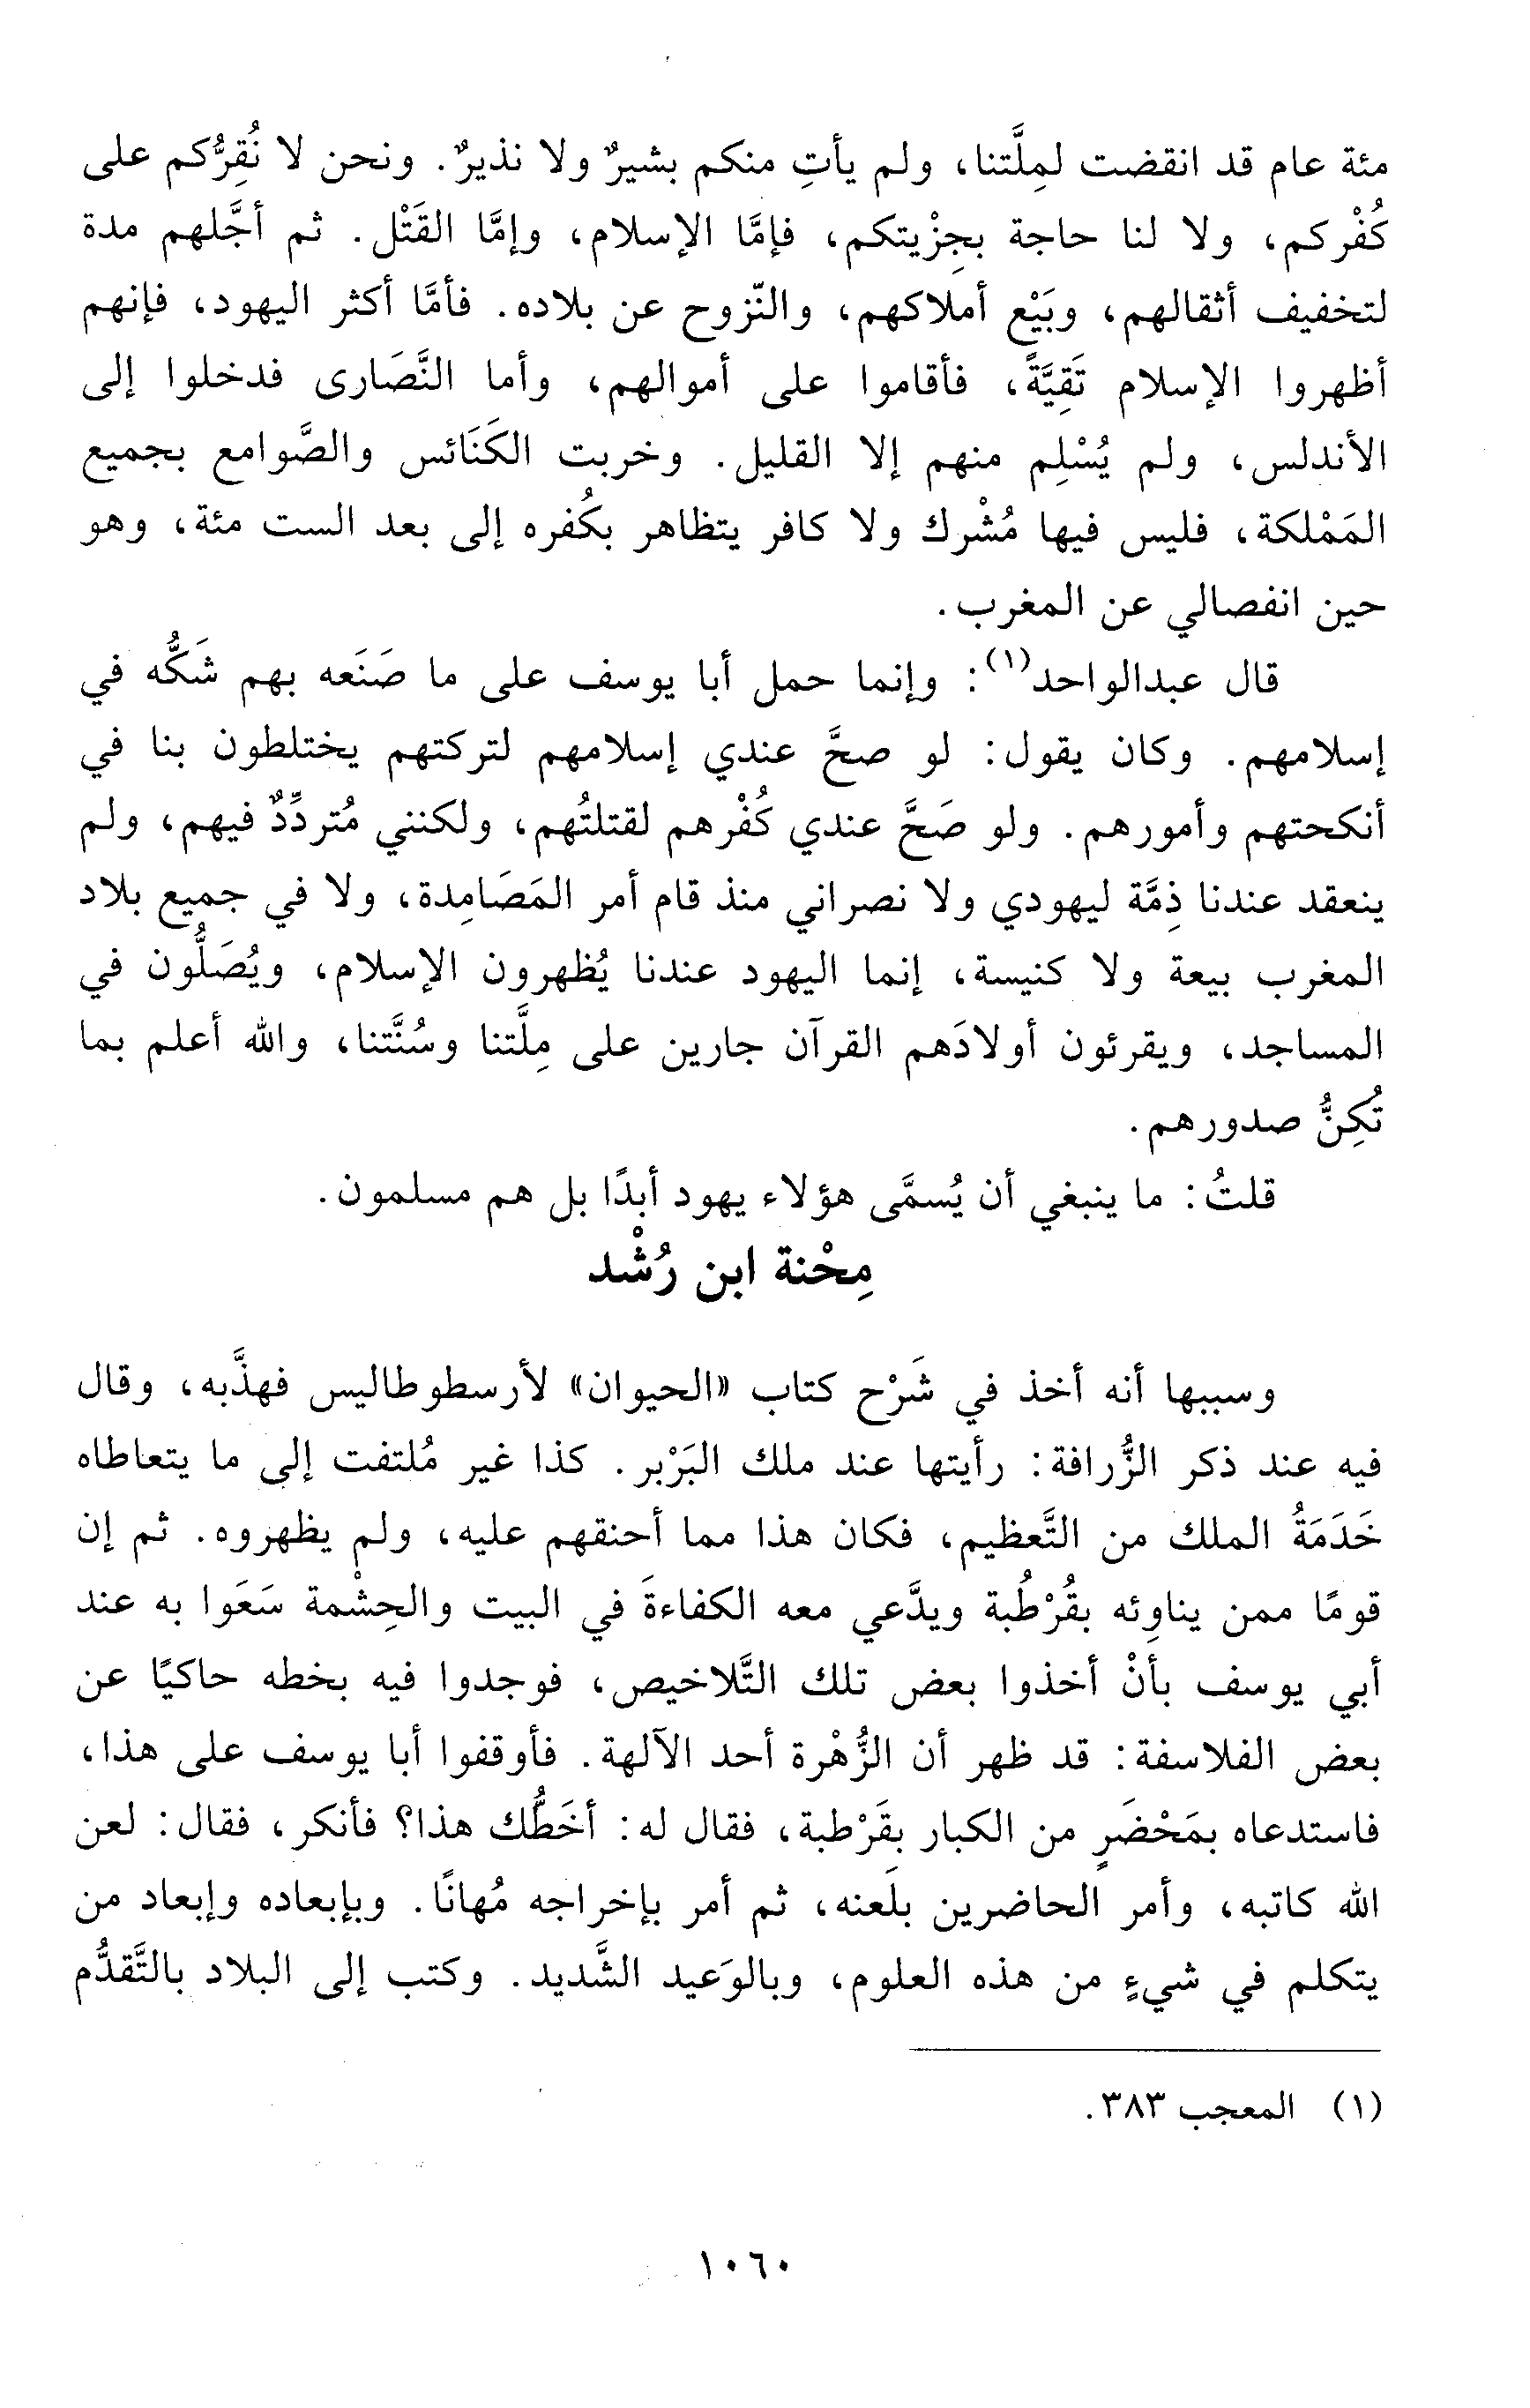 مئة عام قد انقضت لمِلَّتنا، ولم يأتِ منكم بشيرٌ ولا نذيرٌ. ونحن لا نُقِرُّكم على
كُفْركم، ولا لنا حاجة بجِزْيتكم، فإمَّا الإسلام، وإمَّا القَتْل. ثم أجَّلهم مدة
لتخفيف أثقالهم، وبَيْع أملاكهم، والنّزوح عن بلاده. فأمَّا أكثر اليهود، فإنهم
أظهروا الإسلام تَقِيَّةً، فأقاموا على أموالهم، وأما النَّصَارى فدخلوا إلى
الأندلس، ولم يُسْلِم منهم إلا القليل. وخربت الكَنَائس والصَّوامع بجميع
المَمْلكة، فليس فيها مُشْرك ولا كافر يتظاهر بكُفره إلى بعد الست مئة، وهو
حين انفصالي عن المغرب.
قال عبدالواحد(١): وإنما حمل أبا يوسف على ما صَنَعه بهم شَكُّه في
إسلامهم. وكان يقول: لو صحَّ عندي إسلامهم لتركتهم يختلطون بنا في
أنكحتهم وأمورهم. ولو صَحَّ عندي كُفْرهم لقتلتُهم، ولكنني مُتردِّدٌ فيهم، ولم
ينعقد عندنا ذِمَّة ليهودي ولا نصراني منذ قام أمر المَصَامِدة، ولا في جميع بلاد
المغرب بيعة ولا كنيسة، إنما اليهود عندنا يُظهرون الإسلام، ويُصَلُّون في
المساجد، ويقرئون أولادَهم القرآن جارين على مِلَّتنا وسُنَّتنا، والله أعلم بما
تُكِنُّ صدورهم.
قلتُ: ما ينبغي أن يُسمَّى هؤلاء يهود أبدًا بل هم مسلمون.
مِحْنة ابن رُشْد
وسببها أنه أخذ في شَرْح كتاب «الحيوان» لأرسطوطاليس فهذَّبه، وقال
فيه عند ذكر الزُّرافة: رأيتها عند ملك البَرْبر. كذا غير مُلتفت إلى ما يتعاطاه
خَدَمَةُ الملك من التَّعظيم، فكان هذا مما أحنقهم عليه، ولم يظهروه. ثم إن
قومًا ممن يناوِئه بقُرْطُبة ويدَّعي معه الكفاءةَ في البيت والحِشْمة سَعَوا به عند
أبي يوسف بأنْ أخذوا بعض تلك التَّلاخيص، فوجدوا فيه بخطه حاكيًا عن
بعض الفلاسفة: قد ظهر أن الزُّهْرة أحد الآلهة. فأوقفوا أبا يوسف على هذا،
فاستدعاه بمَحْضَرٍ من الكبار بقَرْطبة، فقال له: أخَطُّك هذا؟ فأنكر، فقال: لعن
الله كاتبه، وأمر الحاضرين بلَعنه، ثم أمر بإخراجه مُهانًا. وبإبعاده وإبعاد من
يتكلم في شيءٍ من هذه العلوم، وبالوَعيد الشَّديد. وكتب إلى البلاد بالتَّقدُّم
(١) المعجب ٣٨٣.
١٠٦٠